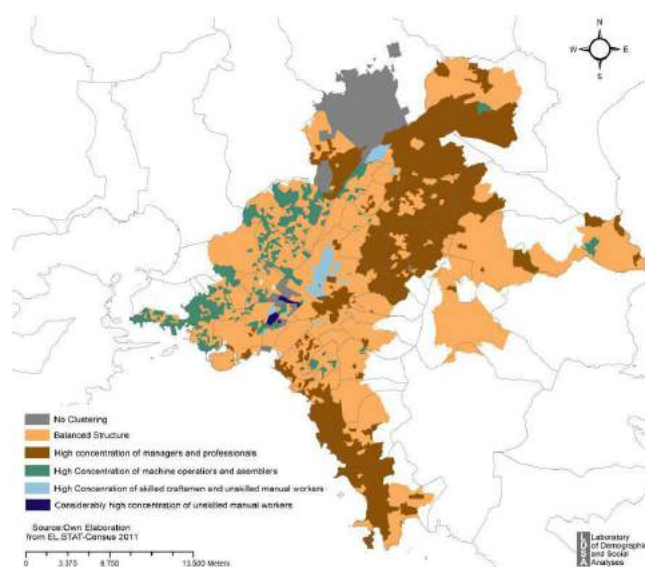 N
W E
S
No Clustering
Balanced Structure
High concentration of managers and professionals
High Concentration of machine operatiors and asemblers
High Concentration of skilled craftsmen and unskilled manual workers
Considerably high concentration of unskilled manual workers
Source:Own Elaboration
from EL.STAT-Census 2011
0 3.375 6.750 13.500 Meters
Laboratory
of Demographic
and Social
Analyses